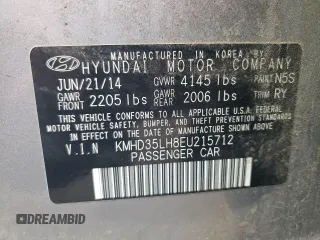 MANUFACTURED IN KOREA BY
HYUNDAI MOTOR COMPANY
JUN/21/14 GVWR 4145 lbs PAINT N5S
GAWR FRONT 2205 lbs GAWR REAR 2006 lbs TRIM RY
THIS VEHICLE CONFORMS TO ALL APPLICABLE FEDERAL
MOTOR VEHICLE SAFETY, BUMPER, AND THEFT PREVENTION STANDARDS
IN EFFECT ON THE DATE OF MANUFACTURE SHOWN ABOVE.
V.I.N KMHD35LH8EU215712
PASSENGER CAR
DREAMBID